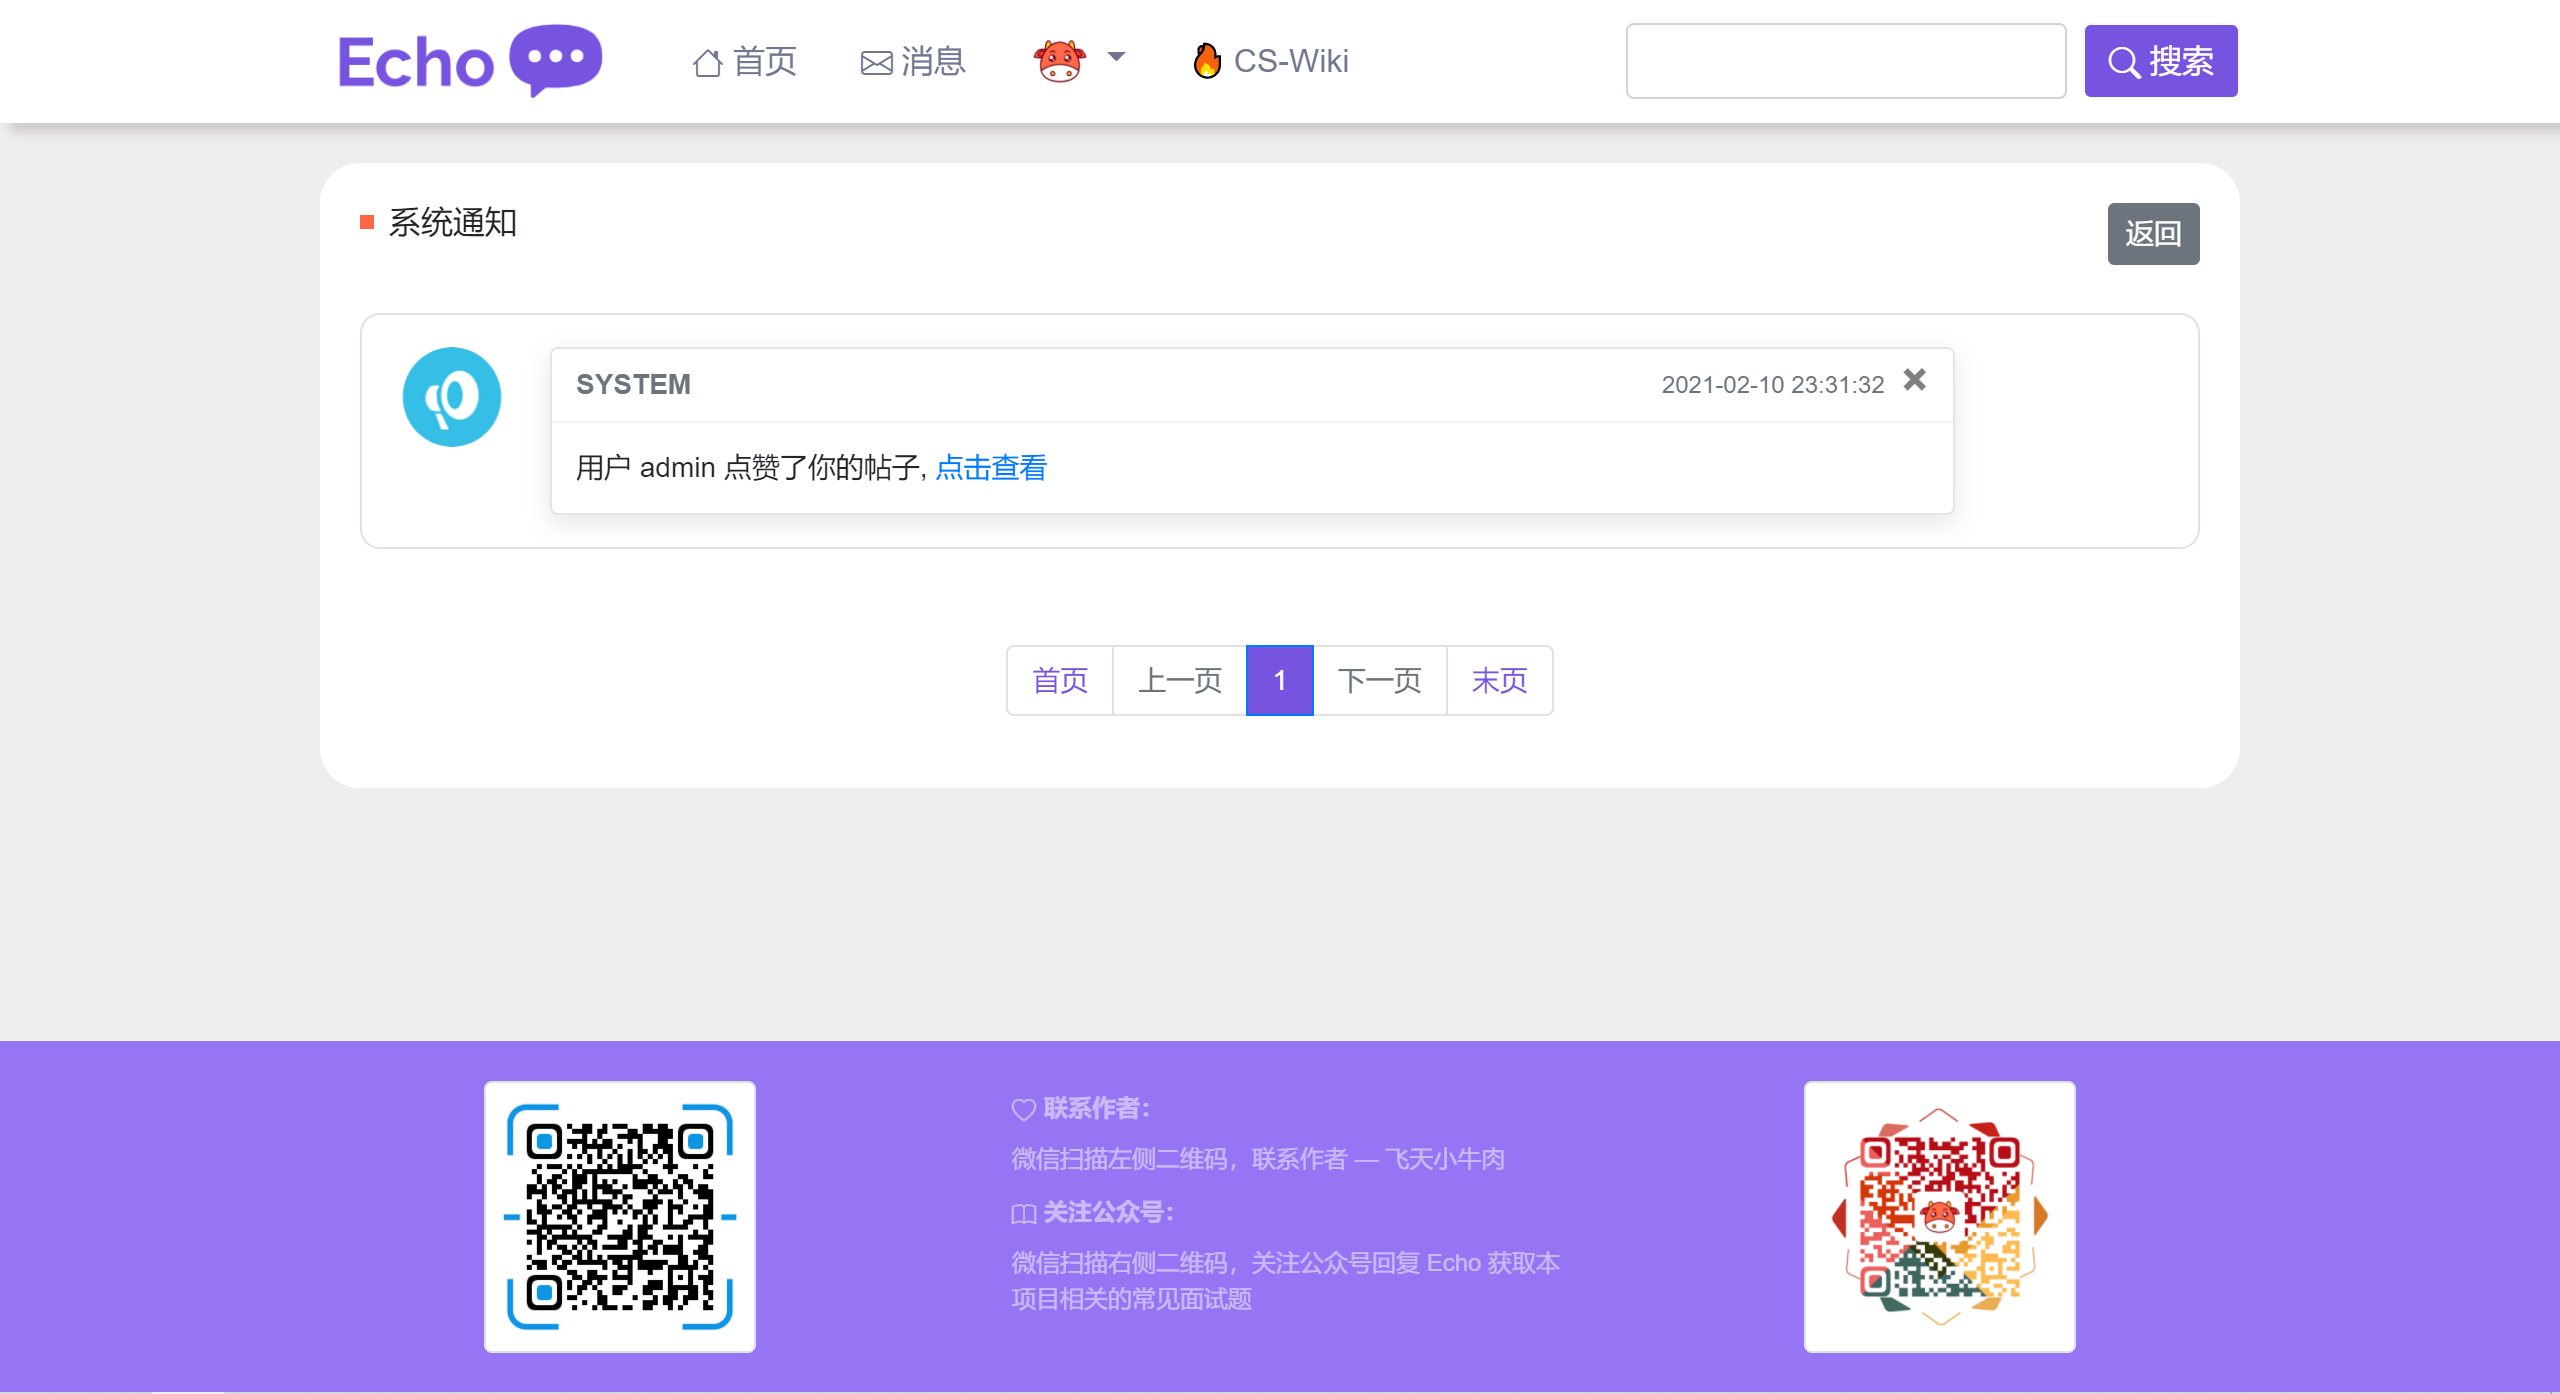 Echo
首页
消息
CS-Wiki
搜索
系统通知
返回
SYSTEM
2021-02-10 23:31:32
用户 admin 点赞了你的帖子, 点击查看
首页
上一页
1
下一页
末页
联系作者：
微信扫描左侧二维码，联系作者 — 飞天小牛肉
关注公众号：
微信扫描右侧二维码，关注公众号回复 Echo 获取本
项目相关的常见面试题